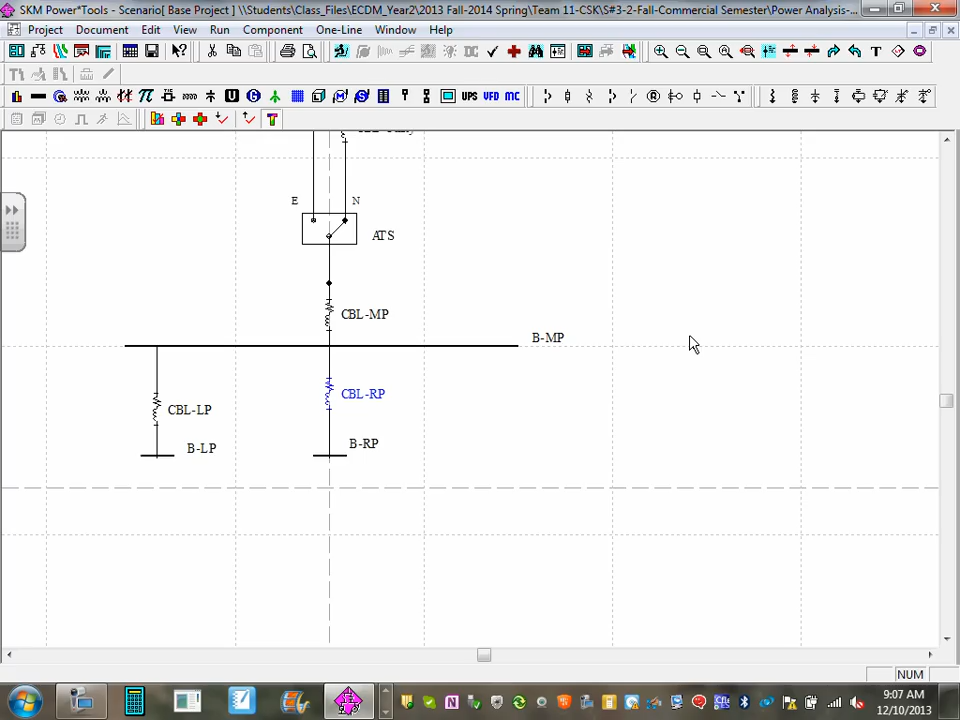 SKM Power*Tools - Scenario[ Base Project ] \\Students\Class_Files\ECDM_Year2\2013 Fall-2014 Spring\Team 11-CSK\S#3-2-Fall-Commercial Semester\Power Analysis-...
Project Document Edit View Run Component One-Line Window Help
UPS VFD MC
E N
ATS
CBL-MP
B-MP
CBL-RP
CBL-LP
B-RP
B-LP
NUM
9:07 AM
12/10/2013